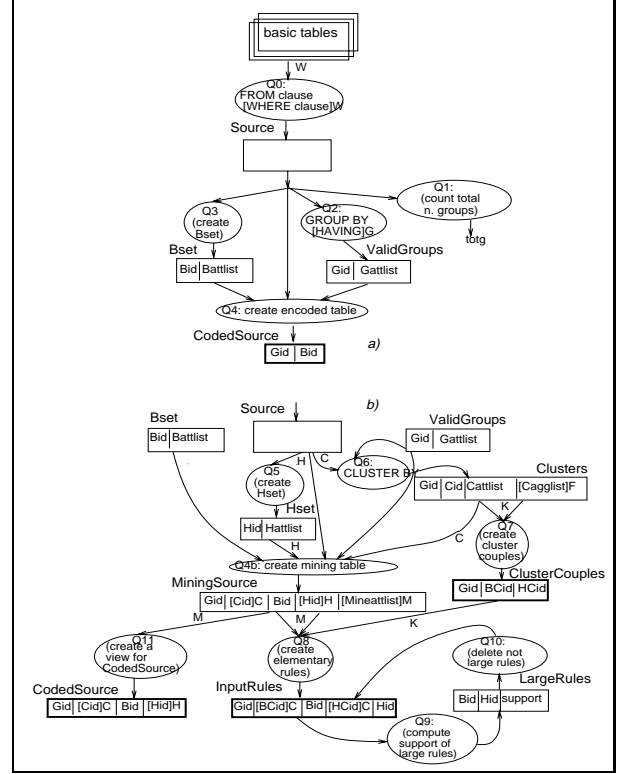 basic tables
W
Q0:
FROM clause
[WHERE clause]W
Source
Q3
(create
Bset)
Q2:
GROUP BY
[HAVING]G
Q1:
(count total
n. groups)
totg
Bset
Bid Battlist
ValidGroups
Gid Gattlist
Q4: create encoded table
CodedSource
Gid Bid
a)
b)
Source
Bset
Bid Battlist
ValidGroups
Gid Gattlist
H C
Q5
(create
Hset)
Q6:
CLUSTER BY
Clusters
Gid Cid Cattlist [Cagglist]F
Hset
Hid Hattlist
H
C
K
Q7
(create
cluster
couples)
Q4b: create mining table
ClusterCouples
Gid BCid HCid
MiningSource
Gid [Cid]C Bid [Hid]H [Mineattlist]M
M
M
K
Q11
(create a
view for
CodedSource)
Q8
(create
elementary
rules)
Q10:
(delete not
large rules)
CodedSource
Gid [Cid]C Bid [Hid]H
InputRules
Gid [BCid]C Bid [HCid]C Hid
LargeRules
Bid Hid support
Q9:
(compute
support of
large rules)